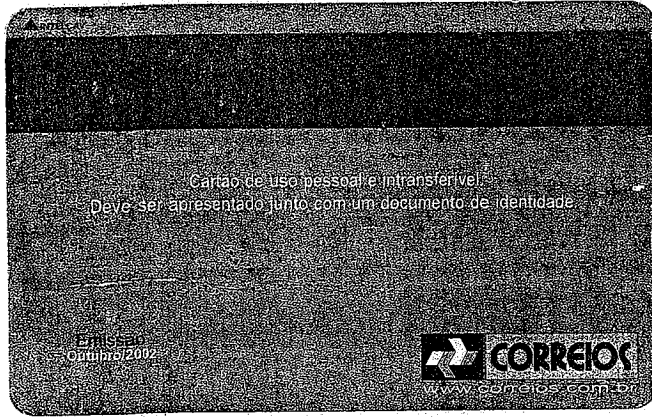 Cartão de uso pessoal e intransferível.
Deve ser apresentado junto com um documento de identidade
Emissão
Outubro/2002
CORREIOS
www.correios.com.br